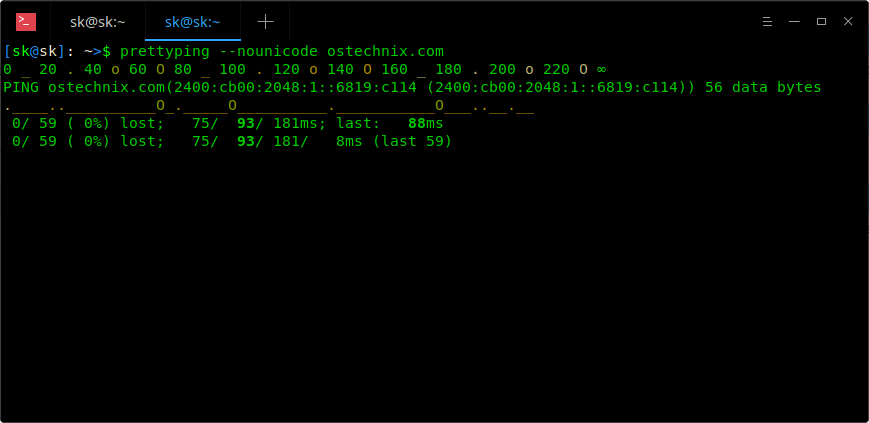 sk@sk:~ sk@sk:~
[sk@sk]: ~>$ prettyping --nounicode ostechnix.com
0 _ 20 . 40 o 60 O 80 _ 100 . 120 o 140 O 160 _ 180 . 200 o 220 O ∞
PING ostechnix.com(2400:cb00:2048:1::6819:c114 (2400:cb00:2048:1::6819:c114)) 56 data bytes
.____..__________O_._____O__________.___________O___..__.__
 0/ 59 ( 0%) lost;   75/  93/ 181ms; last:   88ms
 0/ 59 ( 0%) lost;   75/  93/ 181/   8ms (last 59)